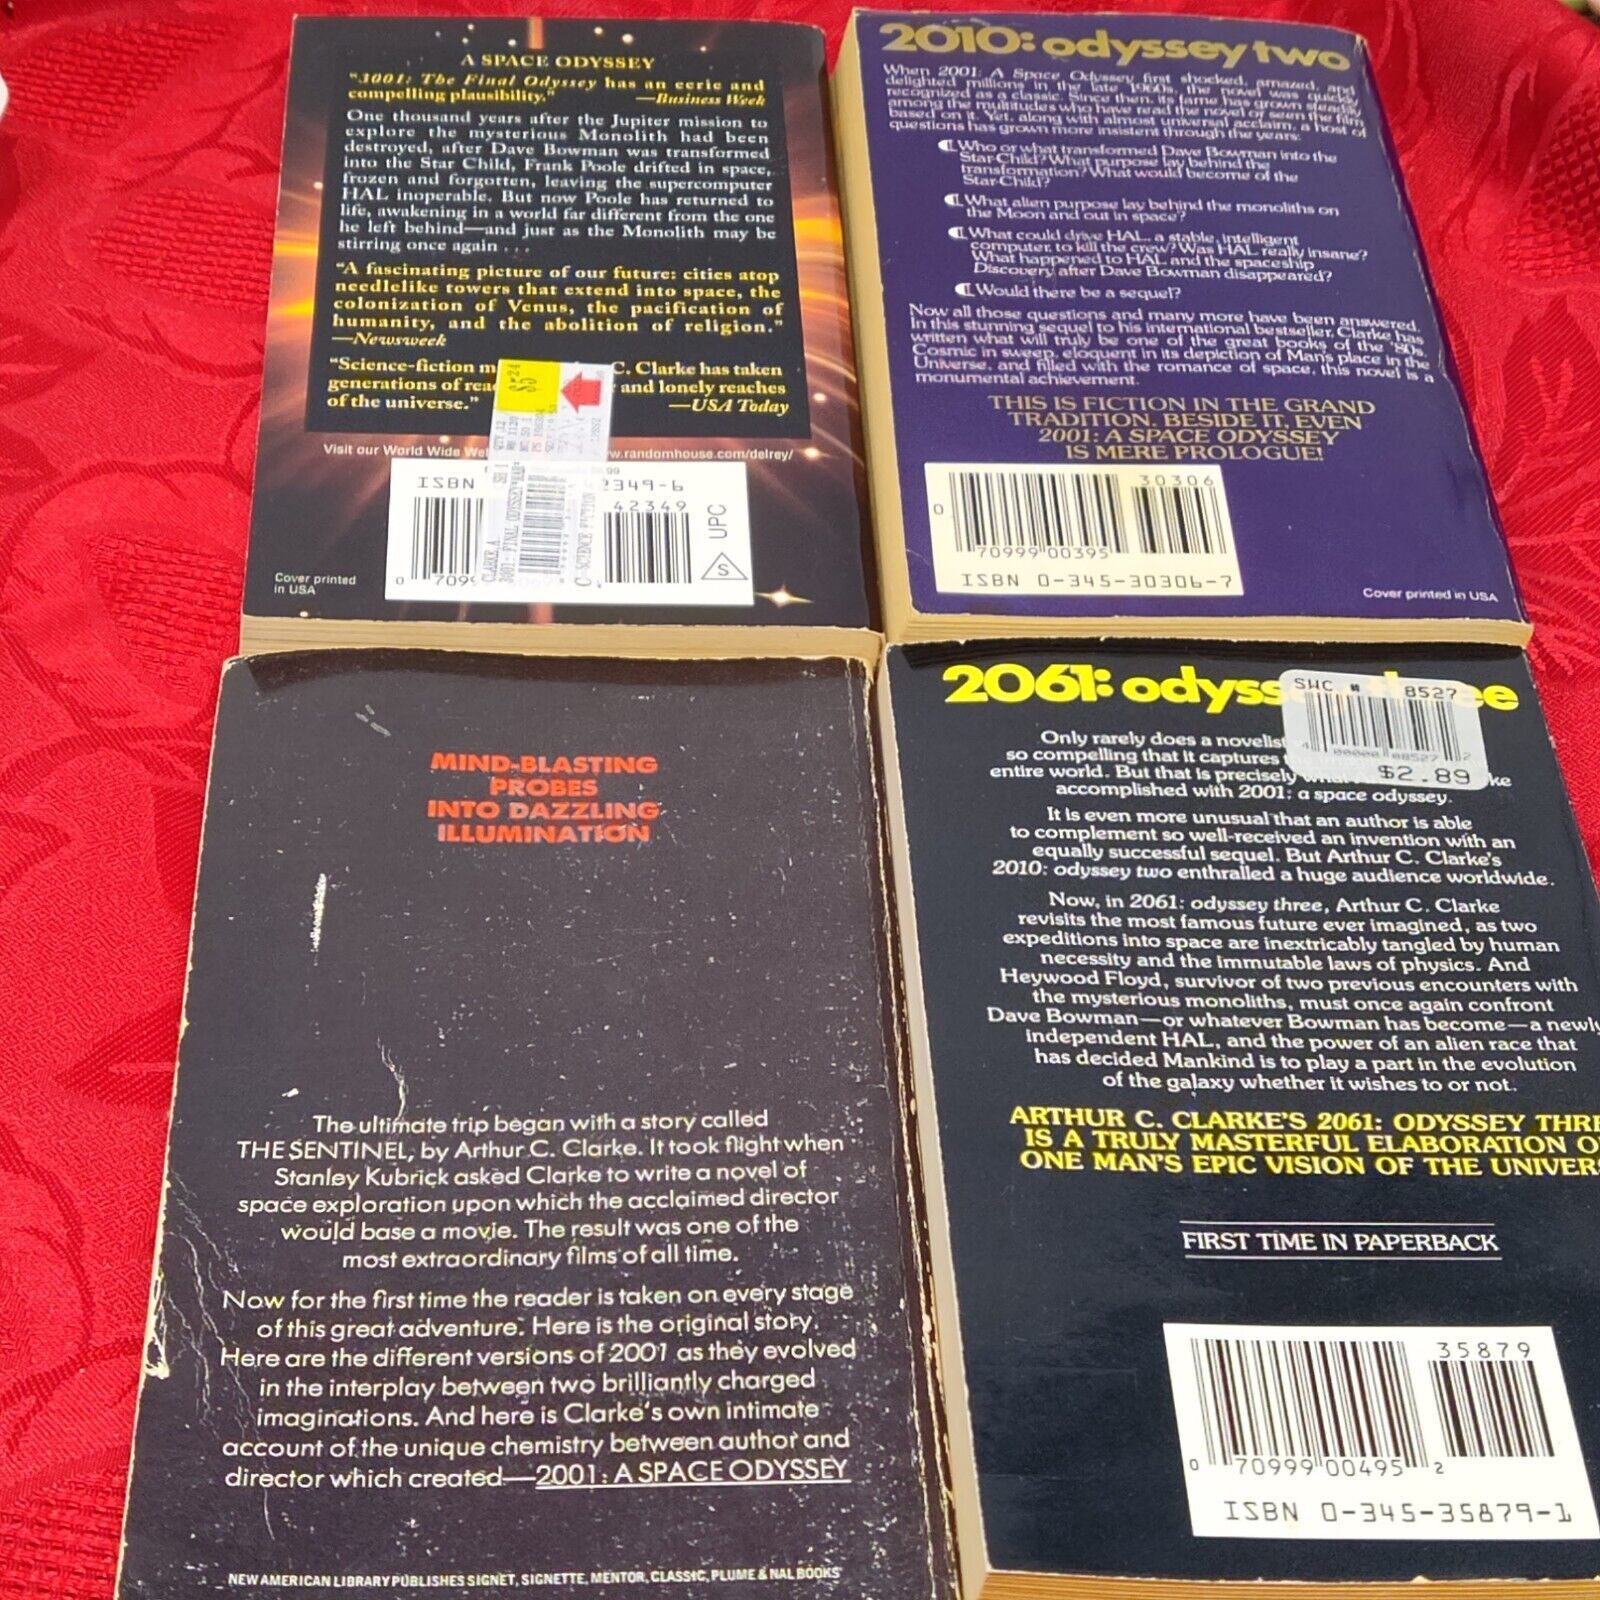 A SPACE ODYSSEY
"3001: The Final Odyssey has an eerie and
compelling plausibility."
—Business Week
One thousand years after the Jupiter mission to
explore the mysterious Monolith had been
destroyed, after Dave Bowman was transformed
into the Star Child, Frank Poole drifted in space,
frozen and forgotten, leaving the supercomputer
HAL inoperable. But now Poole has returned to
life, awakening in a world far different from the one
he left behind—and just as the Monolith may be
stirring once again . . .
"A fascinating picture of our future: cities atop
needlelike towers that extend into space, the
colonization of Venus, the pacification of
humanity, and the abolition of religion."
—Newsweek
"Science-fiction m C. Clarke has taken
generations of rea and lonely reaches
of the universe."
—USA Today
$5 24
Visit our World Wide We www.randomhouse.com/delrey/
ISBN 2349-6
42349
UPC
S
0 7099
CLARKE,A
3001: FINAL ODYSSEY
SCIENCE FICTION
Cover printed
in USA
2010: odyssey two
When 2001: A Space Odyssey first shocked, amazed, and
delighted millions in the late 1960s, the novel was quickly
recognized as a classic. Since then, its fame has grown steadily
among the multitudes who have read the novel or seen the film
based on it. Yet, along with almost universal acclaim, a host of
questions has grown more insistent through the years:
¶ Who or what transformed Dave Bowman into the
Star-Child? What purpose lay behind the
transformation? What would become of the
Star-Child?
¶ What alien purpose lay behind the monoliths on
the Moon and out in space?
¶ What could drive HAL, a stable, intelligent
computer, to kill the crew? Was HAL really insane?
What happened to HAL and the spaceship
Discovery after Dave Bowman disappeared?
¶ Would there be a sequel?
Now all those questions and many more have been answered.
In this stunning sequel to his international bestseller, Clarke has
written what will truly be one of the great books of the '80s.
Cosmic in sweep, eloquent in its depiction of Man's place in the
Universe, and filled with the romance of space, this novel is a
monumental achievement.
THIS IS FICTION IN THE GRAND
TRADITION. BESIDE IT, EVEN
2001: A SPACE ODYSSEY
IS MERE PROLOGUE!
30306
0 70999 00395
ISBN 0-345-30306-7
Cover printed in USA
MIND-BLASTING
PROBES
INTO DAZZLING
ILLUMINATION
The ultimate trip began with a story called
THE SENTINEL, by Arthur C. Clarke. It took flight when
Stanley Kubrick asked Clarke to write a novel of
space exploration upon which the acclaimed director
would base a movie. The result was one of the
most extraordinary films of all time.
Now for the first time the reader is taken on every stage
of this great adventure. Here is the original story.
Here are the different versions of 2001 as they evolved
in the interplay between two brilliantly charged
imaginations. And here is Clarke's own intimate
account of the unique chemistry between author and
director which created—2001: A SPACE ODYSSEY
NEW AMERICAN LIBRARY PUBLISHES SIGNET, SIGNETTE, MENTOR, CLASSIC, PLUME & NAL BOOKS
2061: odyss three
SWC # 8527
4 00000 08527 2
$2.89
Only rarely does a novelist
so compelling that it captures
entire world. But that is precisely what ke
accomplished with 2001: a space odyssey.
It is even more unusual that an author is able
to complement so well-received an invention with an
equally successful sequel. But Arthur C. Clarke's
2010: odyssey two enthralled a huge audience worldwide.
Now, in 2061: odyssey three, Arthur C. Clarke
revisits the most famous future ever imagined, as two
expeditions into space are inextricably tangled by human
necessity and the immutable laws of physics. And
Heywood Floyd, survivor of two previous encounters with
the mysterious monoliths, must once again confront
Dave Bowman—or whatever Bowman has become—a newly
independent HAL, and the power of an alien race that
has decided Mankind is to play a part in the evolution
of the galaxy whether it wishes to or not.
ARTHUR C. CLARKE'S 2061: ODYSSEY THRE
IS A TRULY MASTERFUL ELABORATION O
ONE MAN'S EPIC VISION OF THE UNIVERS
FIRST TIME IN PAPERBACK
35879
0 70999 00495 2
ISBN 0-345-35879-1